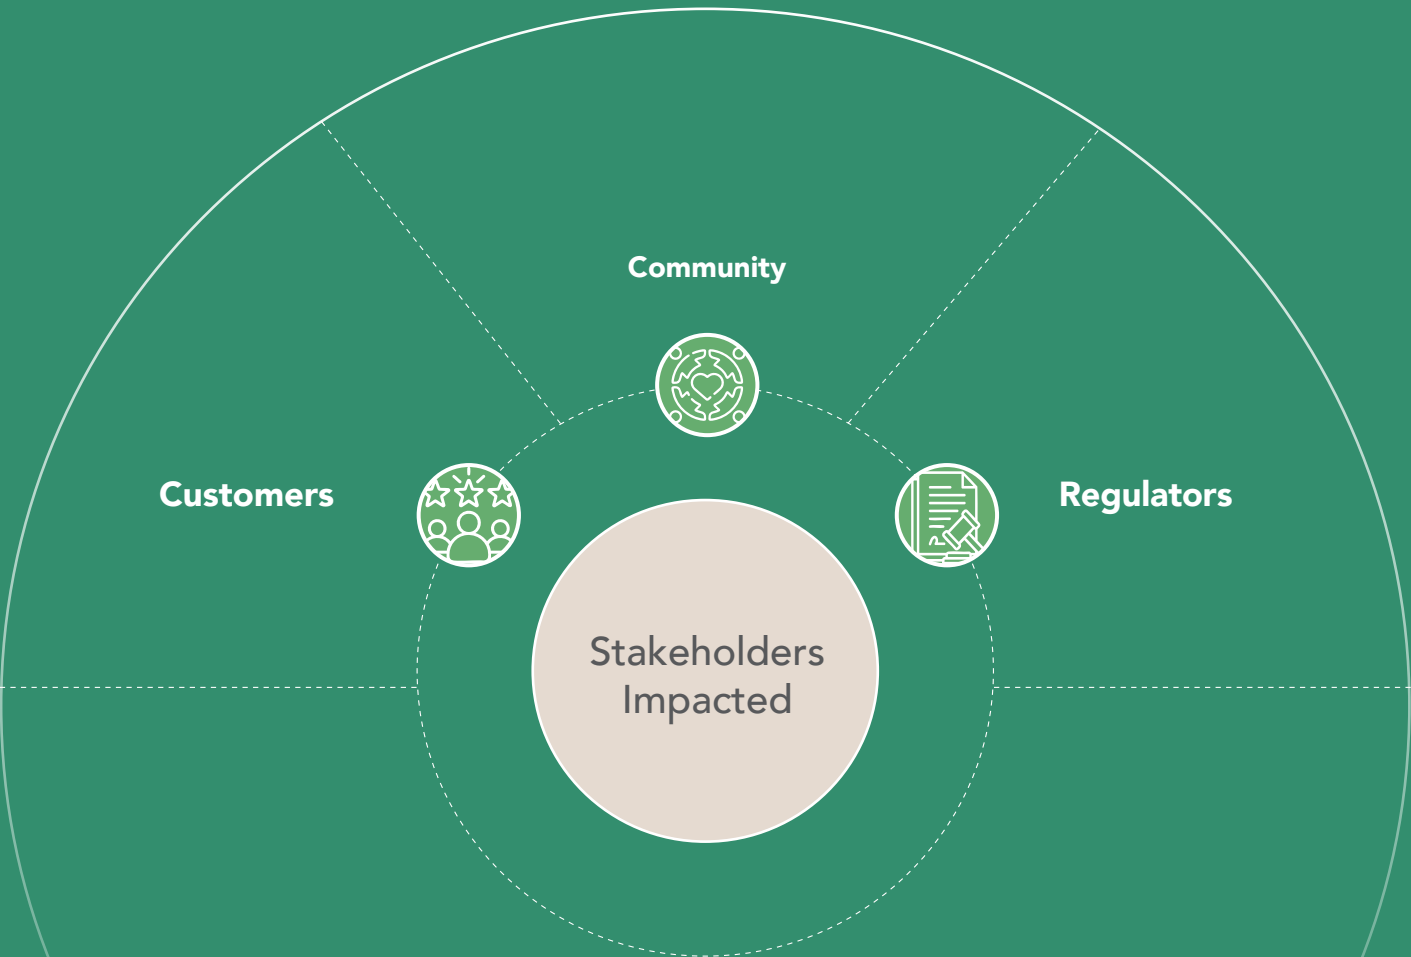 Community
Customers
Regulators
Stakeholders
Impacted